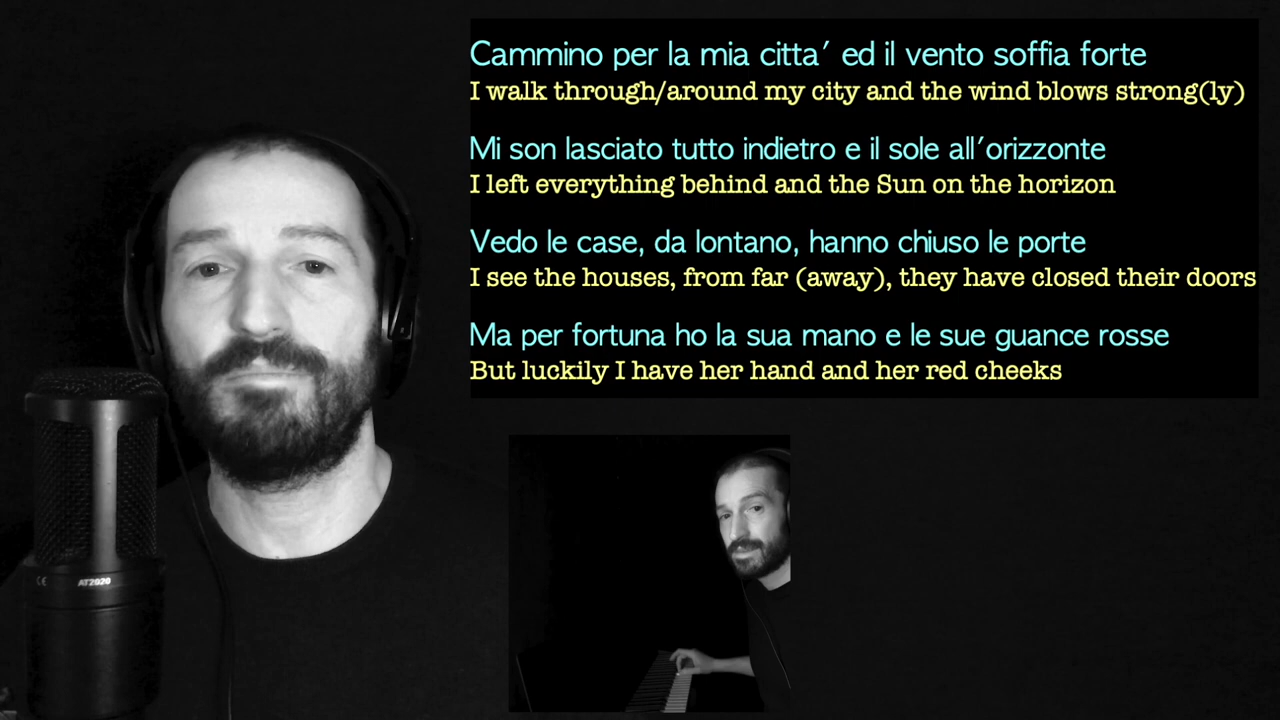 Cammino per la mia citta´ ed il vento soffia forte
I walk through/around my city and the wind blows strong(ly)
Mi son lasciato tutto indietro e il sole all´orizzonte
I left everything behind and the Sun on the horizon
Vedo le case, da lontano, hanno chiuso le porte
I see the houses, from far (away), they have closed their doors
Ma per fortuna ho la sua mano e le sue guance rosse
But luckily I have her hand and her red cheeks
CE AT2020